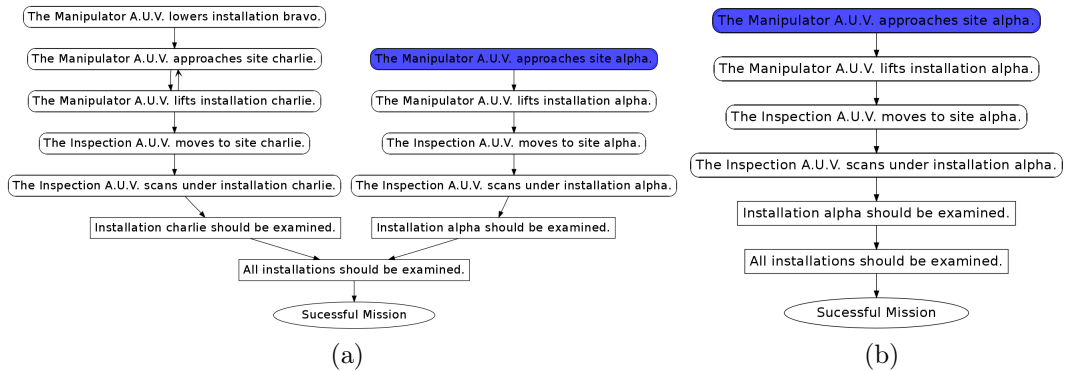 The Manipulator A.U.V. lowers installation bravo.
The Manipulator A.U.V. approaches site charlie.
The Manipulator A.U.V. lifts installation charlie.
The Inspection A.U.V. moves to site charlie.
The Inspection A.U.V. scans under installation charlie.
Installation charlie should be examined.
The Manipulator A.U.V. approaches site alpha.
The Manipulator A.U.V. lifts installation alpha.
The Inspection A.U.V. moves to site alpha.
The Inspection A.U.V. scans under installation alpha.
Installation alpha should be examined.
All installations should be examined.
Sucessful Mission
(a)
The Manipulator A.U.V. approaches site alpha.
The Manipulator A.U.V. lifts installation alpha.
The Inspection A.U.V. moves to site alpha.
The Inspection A.U.V. scans under installation alpha.
Installation alpha should be examined.
All installations should be examined.
Sucessful Mission
(b)